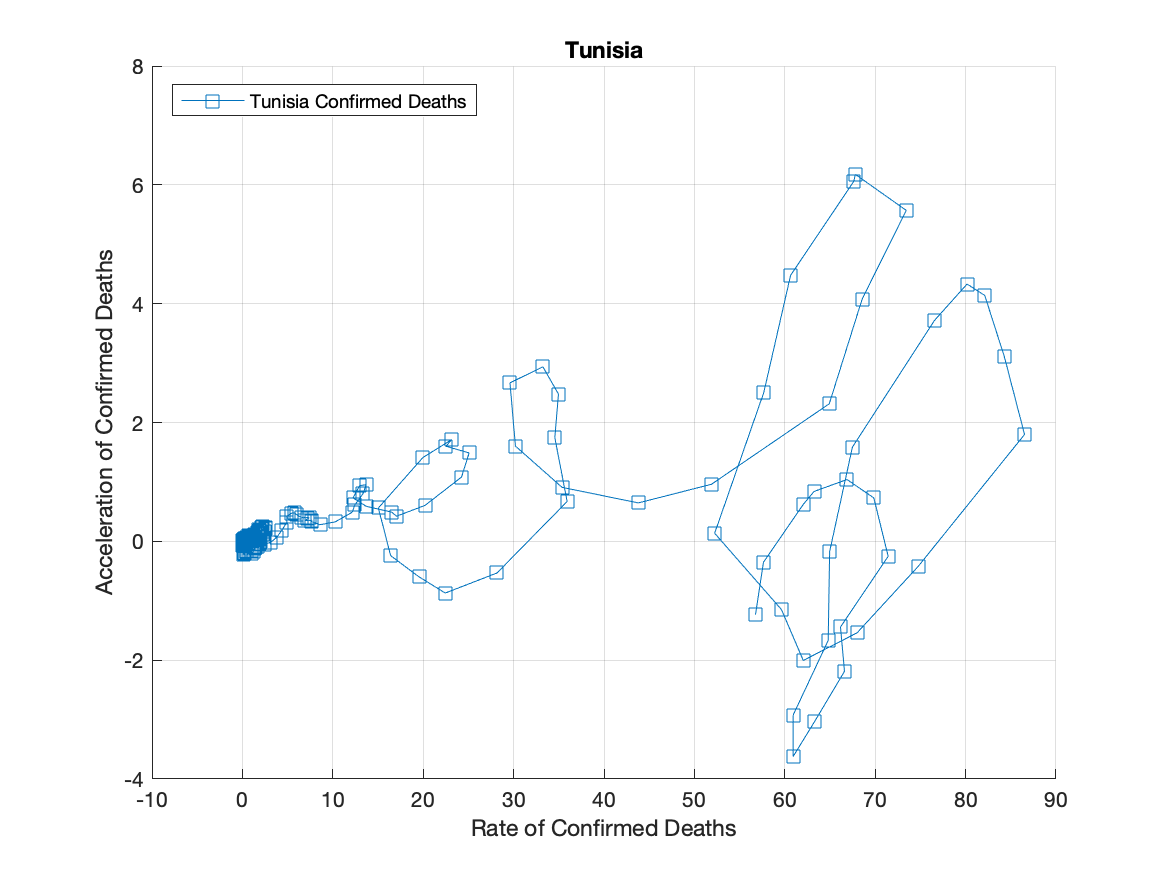 Tunisia
Tunisia Confirmed Deaths
8
6
4
2
0
-2
-4
-10 0 10 20 30 40 50 60 70 80 90
Rate of Confirmed Deaths
Acceleration of Confirmed Deaths